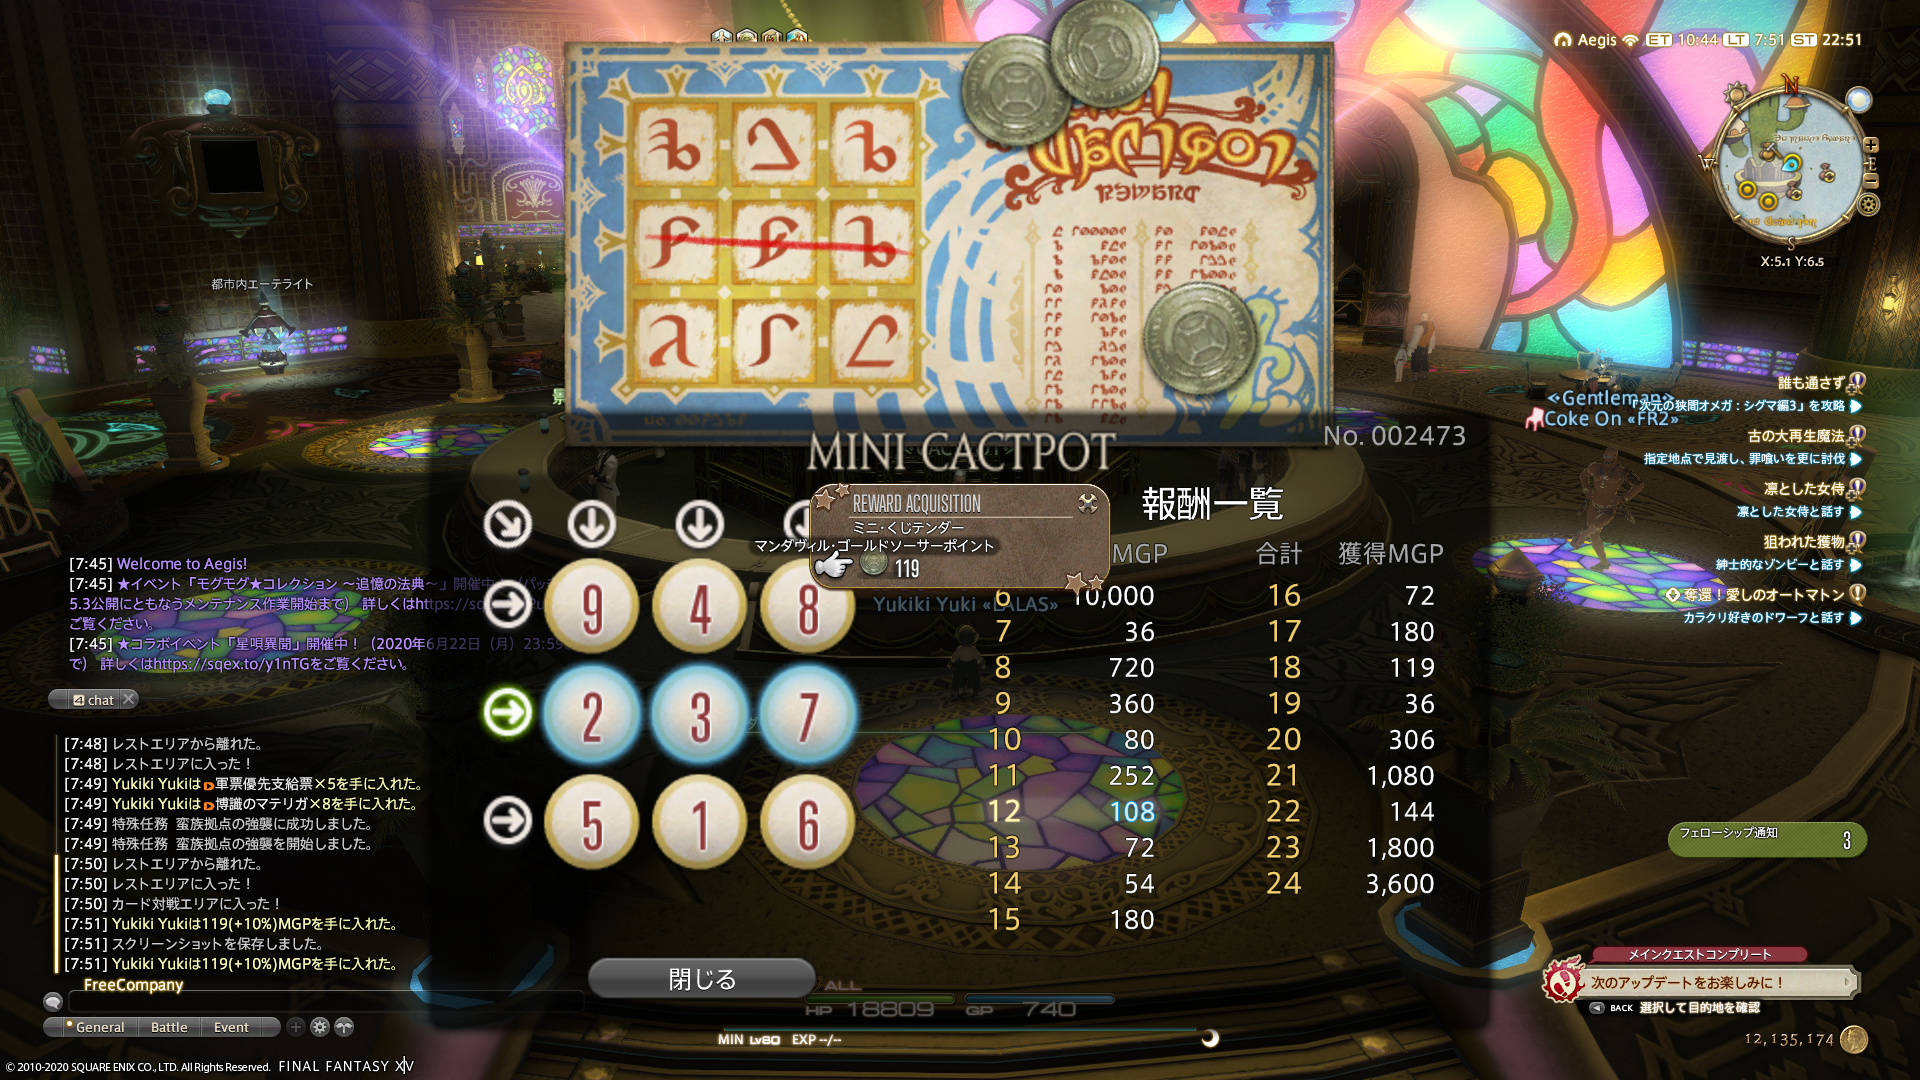 Aegis ET 10:44 LT 7:51 ST 22:51
N
W
E
S
X:5.1 Y:6.5
都市内エーテライト
No. 002473
MINI CACTPOT
REWARD ACQUISITION
ミニ・くじテンダー
マンダヴィル・ゴールドソーサーポイント
119
報酬一覧
MGP 合計 獲得MGP
9 4 8
2 3 7
5 1 6
6 10,000 16 72
7 36 17 180
8 720 18 119
9 360 19 36
10 80 20 306
11 252 21 1,080
12 108 22 144
13 72 23 1,800
14 54 24 3,600
15 180
Yukiki Yuki «LALAS»
閉じる
«Gentleman»
Coke On «FR2»
誰も通さず
「次元の狭間オメガ：シグマ編3」を攻略
古の大再生魔法
指定地点で見渡し、罪喰いを更に討伐
凛とした女侍
凛とした女侍と話す
狙われた獲物
紳士的なゾンビーと話す
奪還！愛しのオートマトン
カラクリ好きのドワーフと話す
[7:45] Welcome to Aegis!
[7:45] ★イベント「モグモグ★コレクション ～追憶の法典～」開催中
5.3公開にともなうメンテナンス作業開始まで） 詳しくはhttps://sq
ご覧ください。
[7:45] ★コラボイベント「星唄異聞」開催中！（2020年6月22日（月）23:59
で） 詳しくはhttps://sqex.to/y1nTGをご覧ください。
4 chat
[7:48] レストエリアから離れた。
[7:48] レストエリアに入った！
[7:49] Yukiki Yukiは軍票優先支給票×5を手に入れた。
[7:49] Yukiki Yukiは博識のマテリガ×8を手に入れた。
[7:49] 特殊任務 蛮族拠点の強襲に成功しました。
[7:49] 特殊任務 蛮族拠点の強襲を開始しました。
[7:50] レストエリアから離れた。
[7:50] レストエリアに入った！
[7:50] カード対戦エリアに入った！
[7:51] Yukiki Yukiは119(+10%)MGPを手に入れた。
[7:51] スクリーンショットを保存しました。
[7:51] Yukiki Yukiは119(+10%)MGPを手に入れた。
FreeCompany
General Battle Event
フェローシップ通知 3
メインクエストコンプリート
次のアップデートをお楽しみに！
BACK 選択して目的地を確認
12,135,174
ALL
HP 18809 GP 740
MIN Lv80 EXP --/--
© 2010-2020 SQUARE ENIX CO., LTD. All Rights Reserved. FINAL FANTASY XIV